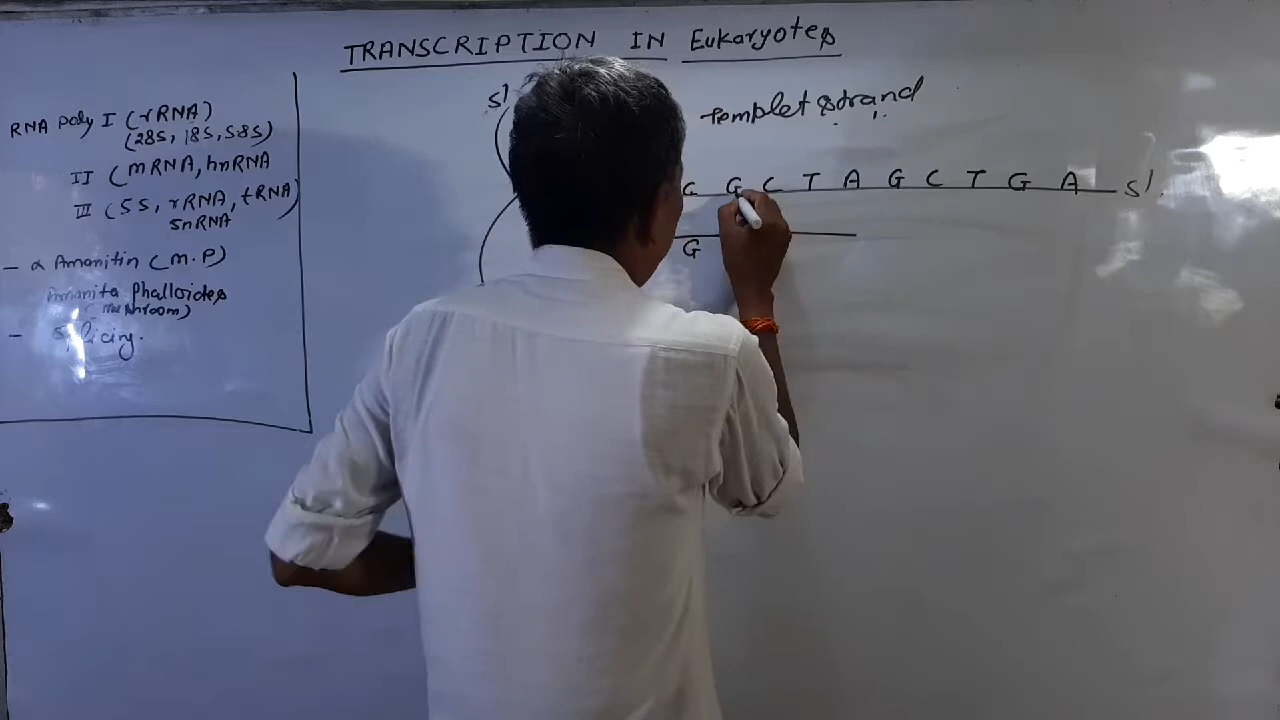 TRANSCRIPTION IN Eukaryotes
RNA Poly I (rRNA)
(28S, 18S, 5.8S)
II (mRNA, hnRNA
III (5S, rRNA, tRNA)
SnRNA
- α Amanitin (M.P)
Amanita Phalloides
(mushroom)
- Splicing.
5'
templet strand
C G C T A G C T G A 5'
G